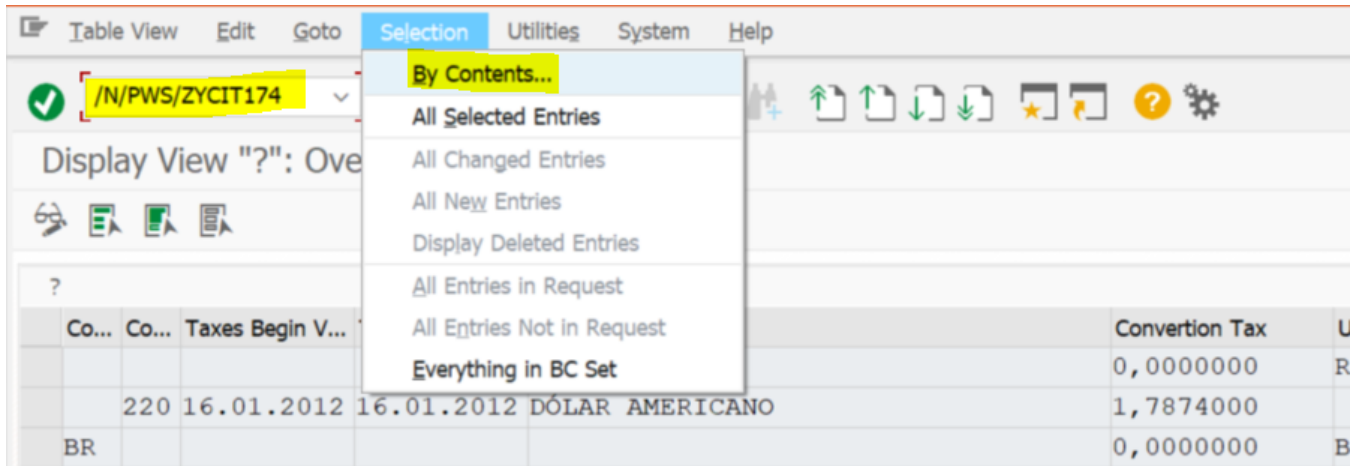 Table View Edit Goto Selection Utilities System Help
By Contents...
/N/PWS/ZYCIT174
All Selected Entries
Display View "?": Ove
All Changed Entries
All New Entries
Display Deleted Entries
?
All Entries in Request
Co... Co... Taxes Begin V... Convertion Tax U
All Entries Not in Request
0,0000000 R
Everything in BC Set
220 16.01.2012 16.01.2012 DÓLAR AMERICANO 1,7874000
BR 0,0000000 B